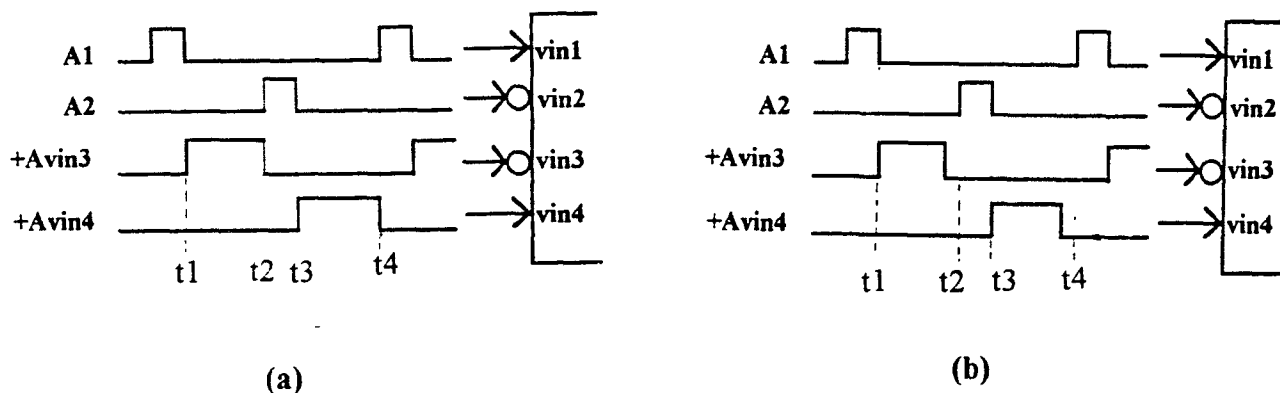 A1
A2
+Avin3
+Avin4
t1 t2 t3 t4
vin1
vin2
vin3
vin4
(a)
A1
A2
+Avin3
+Avin4
t1 t2 t3 t4
vin1
vin2
vin3
vin4
(b)